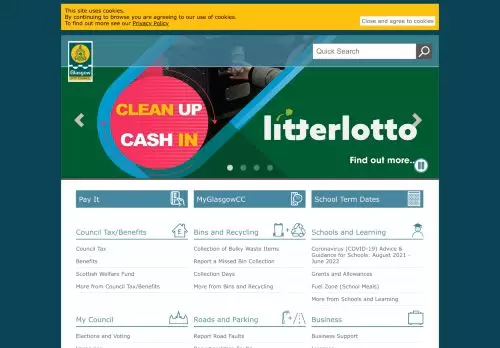 This site uses cookies.
By continuing to browse you are agreeing to our use of cookies.
To find out more see our Privacy Policy
Close and agree to cookies
Glasgow
CITY COUNCIL
Quick Search
CLEAN UP
CASH IN
litterlotto
Find out more...
Pay It
MyGlasgowCC
School Term Dates
Council Tax/Benefits
Bins and Recycling
Schools and Learning
Council Tax
Benefits
Scottish Welfare Fund
More from Council Tax/Benefits
Collection of Bulky Waste Items
Report a Missed Bin Collection
Collection Days
More from Bins and Recycling
Coronavirus (COVID-19) Advice &
Guidance for Schools: August 2021 -
June 2022
Grants and Allowances
Fuel Zone (School Meals)
More from Schools and Learning
My Council
Roads and Parking
Business
Elections and Voting
Report Road Faults
Business Support